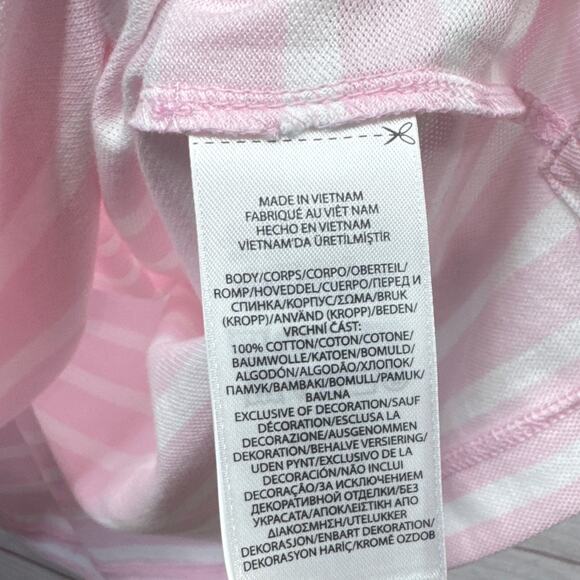 MADE IN VIETNAM
FABRIQUÉ AU VIÊT NAM
HECHO EN VIETNAM
VİETNAM'DA ÜRETİLMİŞTİR
BODY/CORPS/CORPO/OBERTEIL/
ROMP/HOVEDDEL/CUERPO/ПЕРЕД И
СПИНКА/КОРПУС/ΣΩΜΑ/BRUK
(KROPP)/ANVÄND (KROPP)/BEDEN/
VRCHNÍ ČÁST:
100% COTTON/COTON/COTONE/
BAUMWOLLE/KATOEN/BOMULD/
ALGODÓN/ALGODÃO/ХЛОПОК/
ПАМУК/ΒΑΜΒΑΚΙ/BOMULL/PAMUK/
BAVLNA
EXCLUSIVE OF DECORATION/SAUF
DÉCORATION/ESCLUSA LA
DECORAZIONE/AUSGENOMMEN
DEKORATION/BEHALVE VERSIERING/
UDEN PYNT/EXCLUSIVO DE LA
DECORACIÓN/NÃO INCLUI
DECORAÇÃO/ЗА ИСКЛЮЧЕНИЕМ
ДЕКОРАТИВНОЙ ОТДЕЛКИ/БЕЗ
УКРАСАТА/ΑΠΟΚΛΕΙΣΤΙΚΗ ΑΠΟ
ΔΙΑΚΟΣΜΗΣΗ/UTELUKKER
DEKORASJON/ENBART DEKORATION/
DEKORASYON HARİÇ/KROMĚ OZDOB